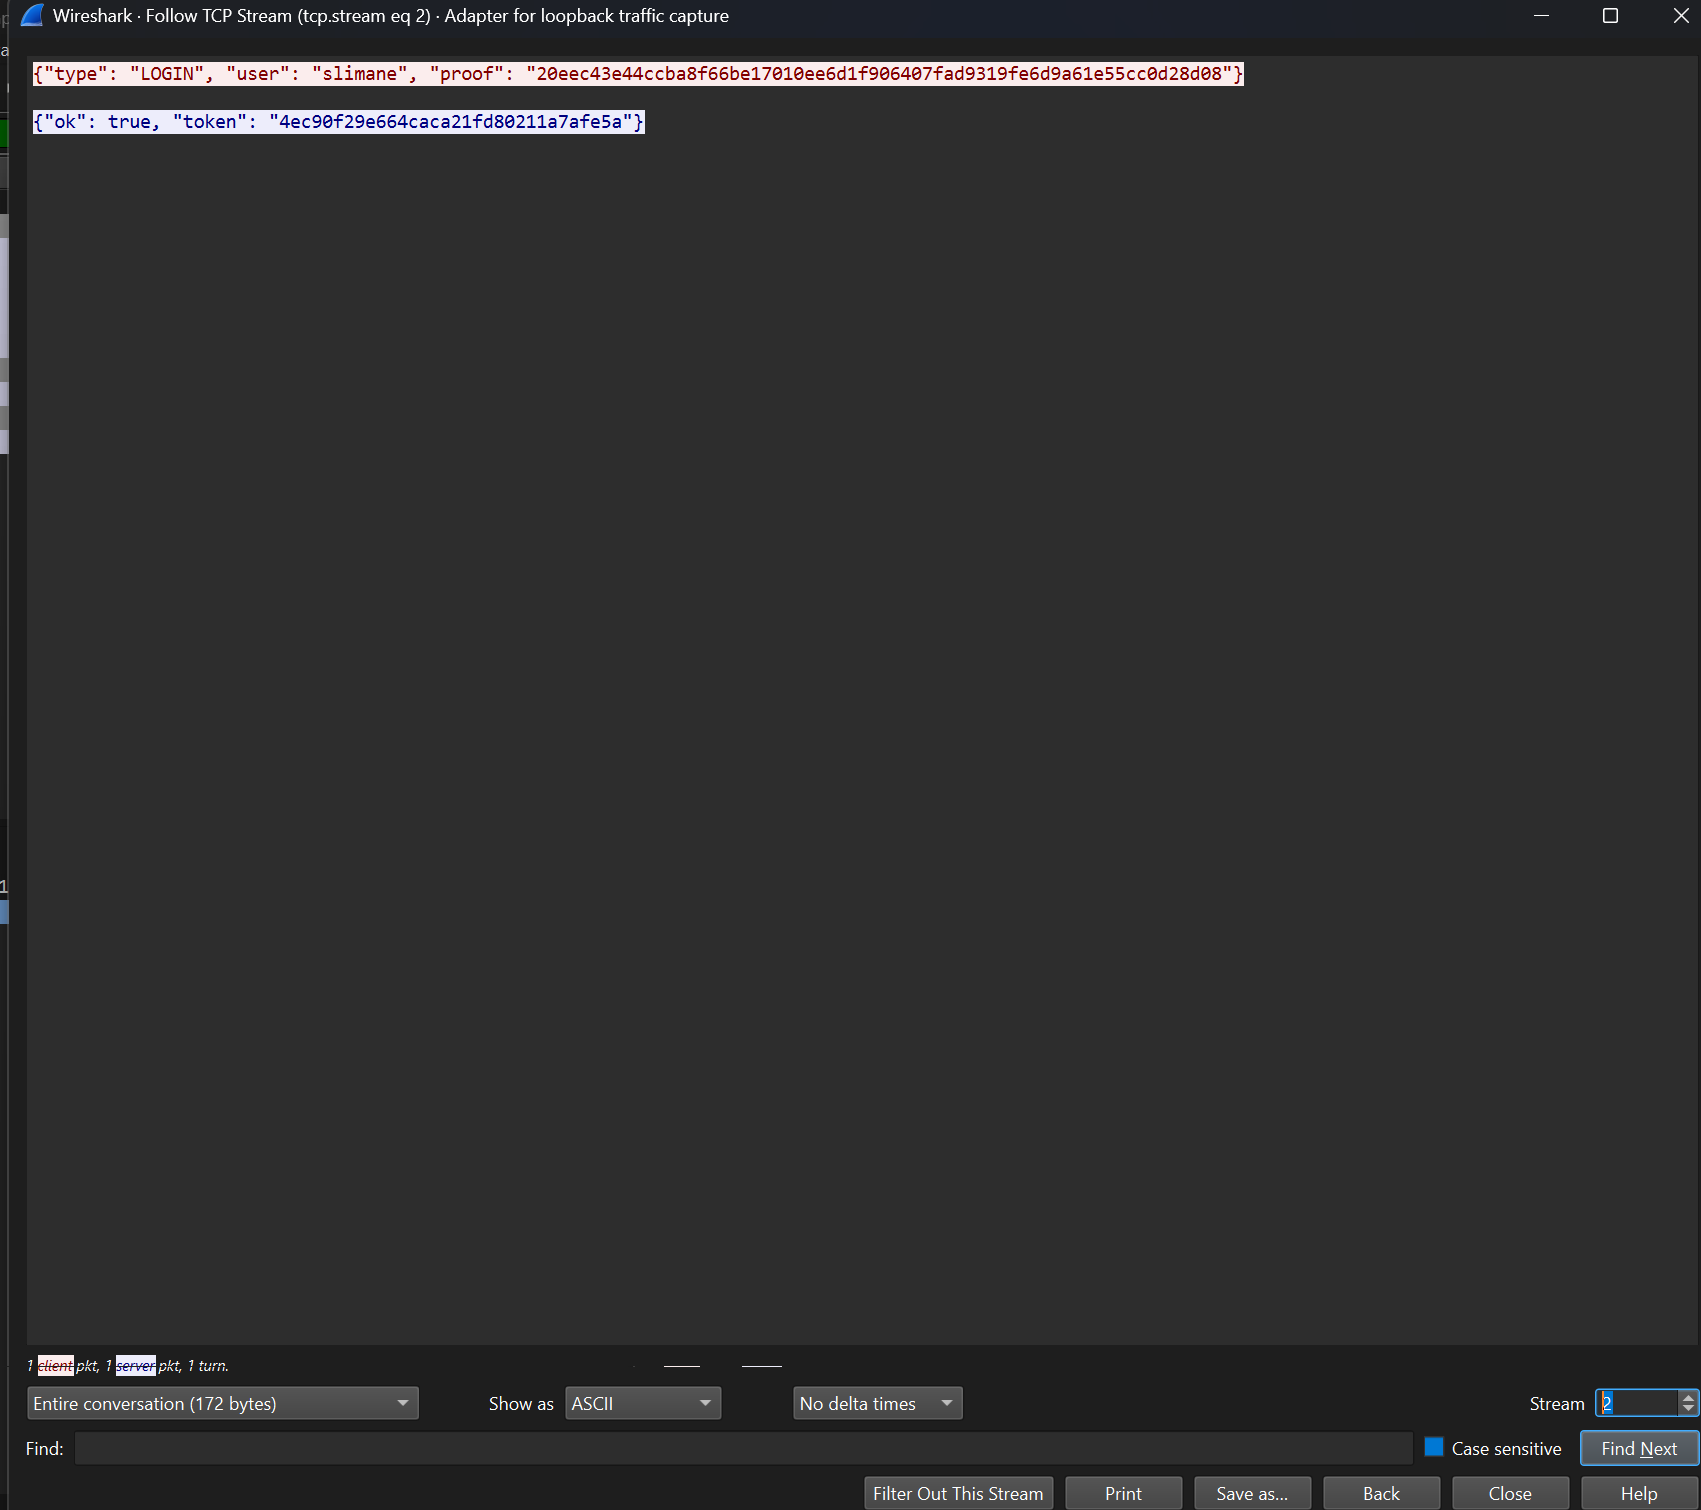 Wireshark · Follow TCP Stream (tcp.stream eq 2) · Adapter for loopback traffic capture
{"type": "LOGIN", "user": "slimane", "proof": "20eec43e44ccba8f66be17010ee6d1f906407fad9319fe6d9a61e55cc0d28d08"}
{"ok": true, "token": "4ec90f29e664caca21fd80211a7afe5a"}
1 client pkt, 1 server pkt, 1 turn.
Entire conversation (172 bytes) Show as ASCII No delta times Stream 2
Find: Case sensitive Find Next
Filter Out This Stream Print Save as... Back Close Help